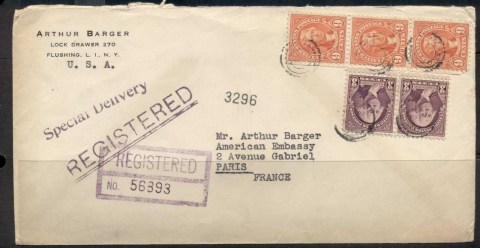 ARTHUR BARGER
LOCK DRAWER 270
FLUSHING, L. I., N. Y.
U. S. A.
Special Delivery
REGISTERED
3296
REGISTERED
NO. 56393
Mr. Arthur Barger
American Embassy
2 Avenue Gabriel
PARIS
FRANCE